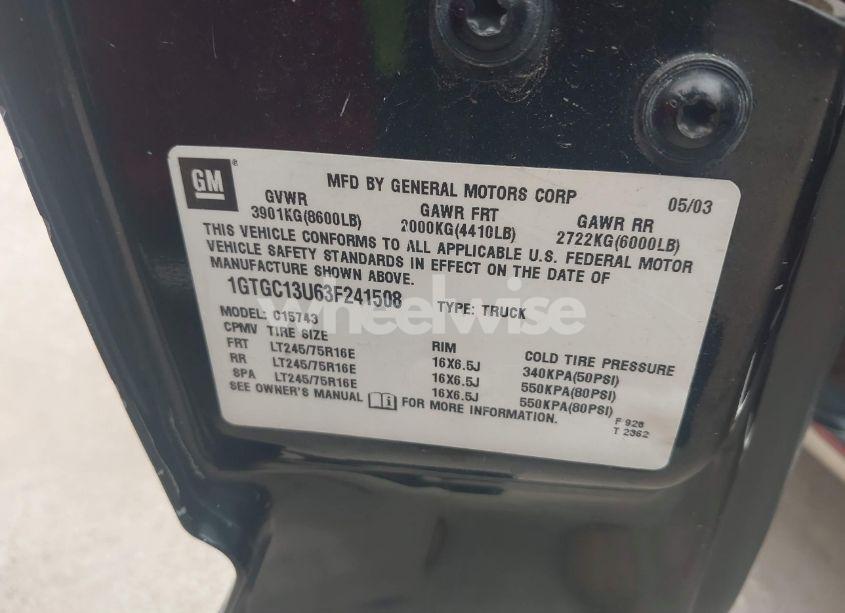 GM ®
MFD BY GENERAL MOTORS CORP 05/03
GVWR GAWR FRT GAWR RR
3901KG(8600LB) 2000KG(4410LB) 2722KG(6000LB)
THIS VEHICLE CONFORMS TO ALL APPLICABLE U.S. FEDERAL MOTOR
VEHICLE SAFETY STANDARDS IN EFFECT ON THE DATE OF
MANUFACTURE SHOWN ABOVE.
1GTGC13U63F241508 TYPE: TRUCK
wheelwise
MODEL: C15743
CPMV TIRE SIZE RIM COLD TIRE PRESSURE
FRT LT245/75R16E 16X6.5J 340KPA(50PSI)
RR LT245/75R16E 16X6.5J 550KPA(80PSI)
SPA LT245/75R16E 16X6.5J 550KPA(80PSI)
SEE OWNER'S MANUAL FOR MORE INFORMATION.
F 928
T 2362